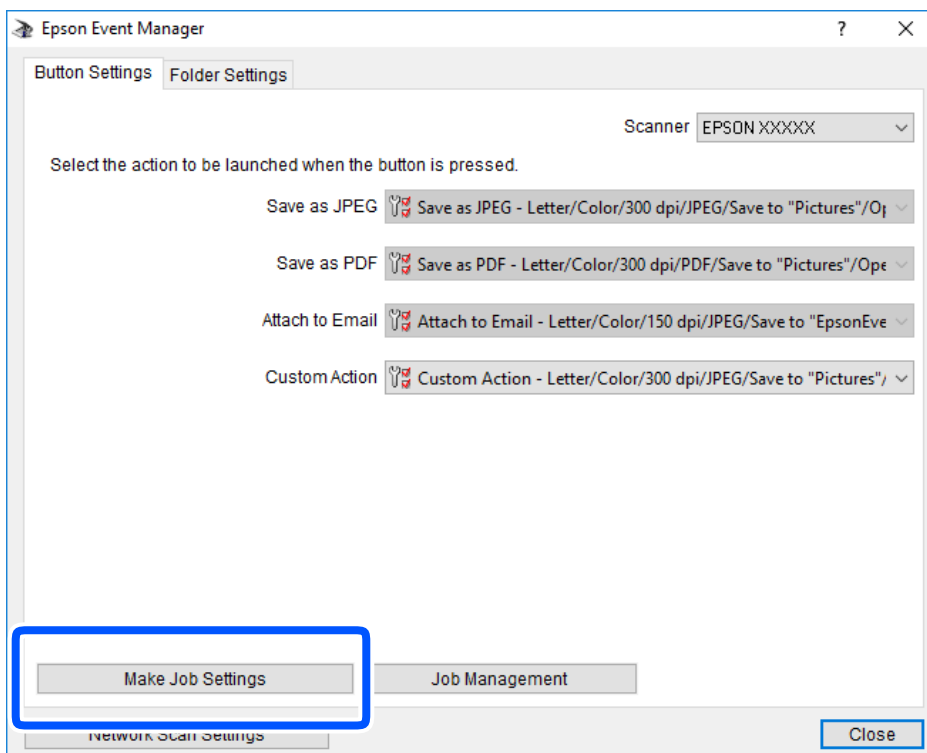 Epson Event Manager
Button Settings Folder Settings
Scanner EPSON XXXXX
Select the action to be launched when the button is pressed.
Save as JPEG Save as JPEG - Letter/Color/300 dpi/JPEG/Save to "Pictures"/Op
Save as PDF Save as PDF - Letter/Color/300 dpi/PDF/Save to "Pictures"/Ope
Attach to Email Attach to Email - Letter/Color/150 dpi/JPEG/Save to "EpsonEve
Custom Action Custom Action - Letter/Color/300 dpi/JPEG/Save to "Pictures"/
Make Job Settings Job Management
Network Scan Settings Close